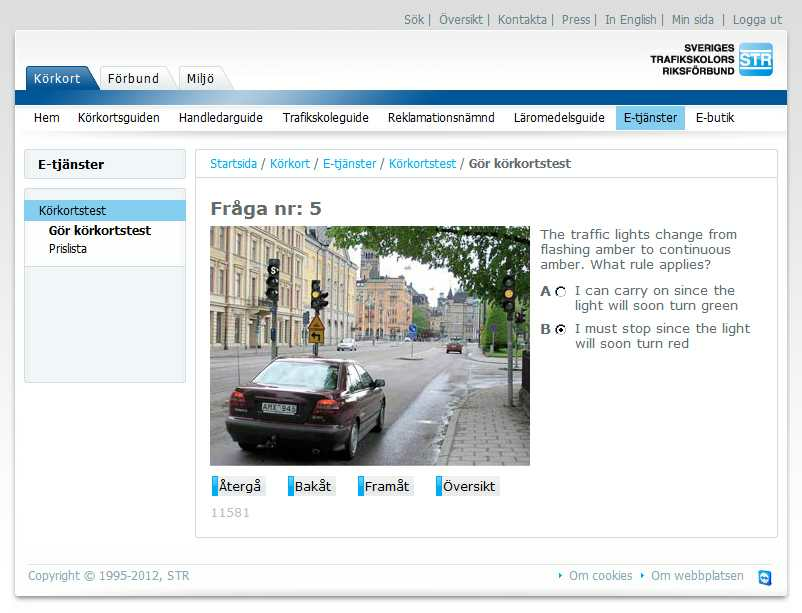 Sök | Översikt | Kontakta | Press | In English | Min sida | Logga ut
SVERIGES
TRAFIKSKOLORS
RIKSFÖRBUND
STR
Körkort Förbund Miljö
Hem Körkortsguiden Handledarguide Trafikskoleguide Reklamationsnämnd Läromedelsguide E-tjänster E-butik
E-tjänster
Startsida / Körkort / E-tjänster / Körkortstest / Gör körkortstest
Körkortstest
Gör körkortstest
Prislista
Fråga nr: 5
The traffic lights change from
flashing amber to continuous
amber. What rule applies?
A I can carry on since the
light will soon turn green
B I must stop since the light
will soon turn red
S
Återgå Bakåt Framåt Översikt
11581
Copyright © 1995-2012, STR
Om cookies Om webbplatsen